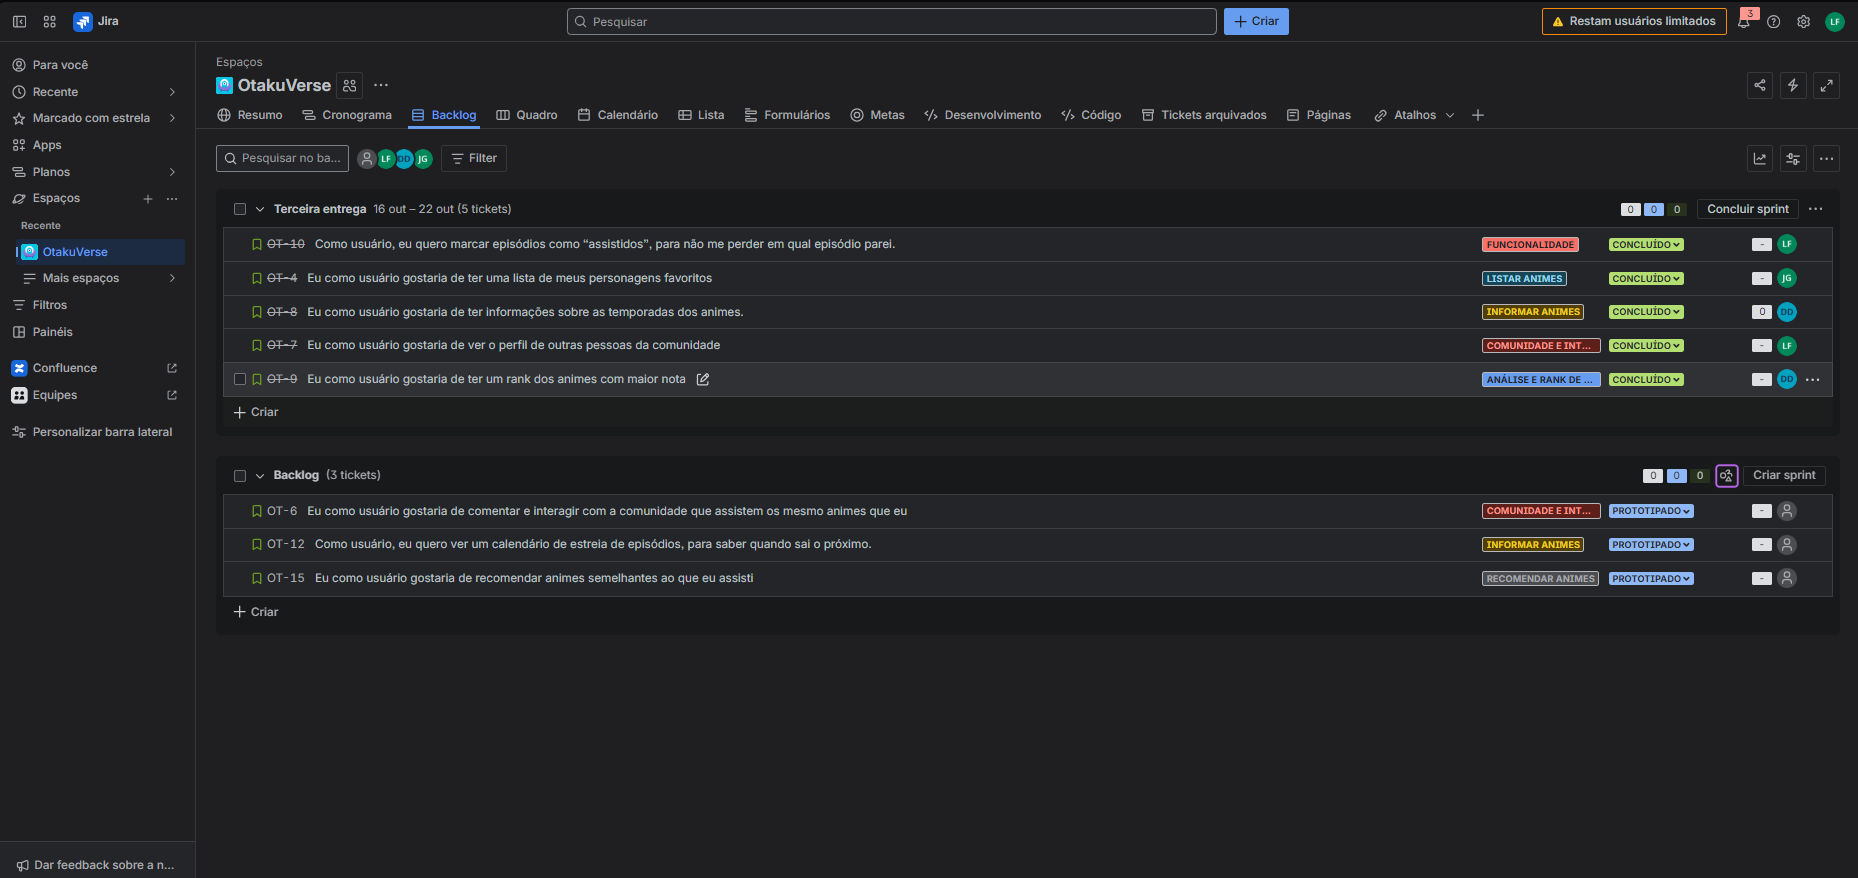 Jira
Pesquisar
Criar
Restam usuários limitados
3
LF
Para você
Recente
Marcado com estrela
Apps
Planos
Espaços
Recente
OtakuVerse
Mais espaços
Filtros
Painéis
Confluence
Equipes
Personalizar barra lateral
Dar feedback sobre a n...
Espaços
OtakuVerse
Resumo
Cronograma
Backlog
Quadro
Calendário
Lista
Formulários
Metas
Desenvolvimento
Código
Tickets arquivados
Páginas
Atalhos
Pesquisar no ba...
LF DD JG
Filter
Terceira entrega 16 out – 22 out (5 tickets)
0 0 0
Concluir sprint
OT-10 Como usuário, eu quero marcar episódios como “assistidos”, para não me perder em qual episódio parei. FUNCIONALIDADE CONCLUÍDO - LF
OT-4 Eu como usuário gostaria de ter uma lista de meus personagens favoritos LISTAR ANIMES CONCLUÍDO - JG
OT-8 Eu como usuário gostaria de ter informações sobre as temporadas dos animes. INFORMAR ANIMES CONCLUÍDO 0 DD
OT-7 Eu como usuário gostaria de ver o perfil de outras pessoas da comunidade COMUNIDADE E INT... CONCLUÍDO - LF
OT-9 Eu como usuário gostaria de ter um rank dos animes com maior nota ANÁLISE E RANK DE ... CONCLUÍDO - DD
Criar
Backlog (3 tickets)
0 0 0
Criar sprint
OT-6 Eu como usuário gostaria de comentar e interagir com a comunidade que assistem os mesmo animes que eu COMUNIDADE E INT... PROTOTIPADO -
OT-12 Como usuário, eu quero ver um calendário de estreia de episódios, para saber quando sai o próximo. INFORMAR ANIMES PROTOTIPADO -
OT-15 Eu como usuário gostaria de recomendar animes semelhantes ao que eu assisti RECOMENDAR ANIMES PROTOTIPADO -
Criar